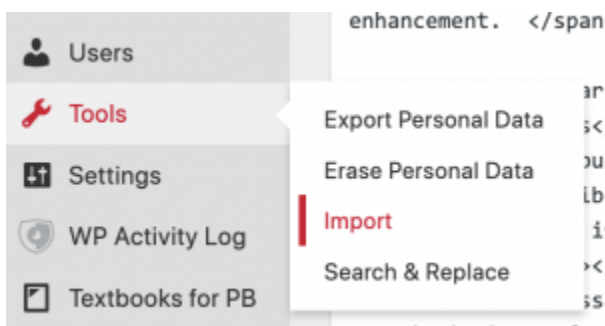 enhancement. </span
Users
Tools
Settings
WP Activity Log
Textbooks for PB
Export Personal Data
Erase Personal Data
Import
Search & Replace